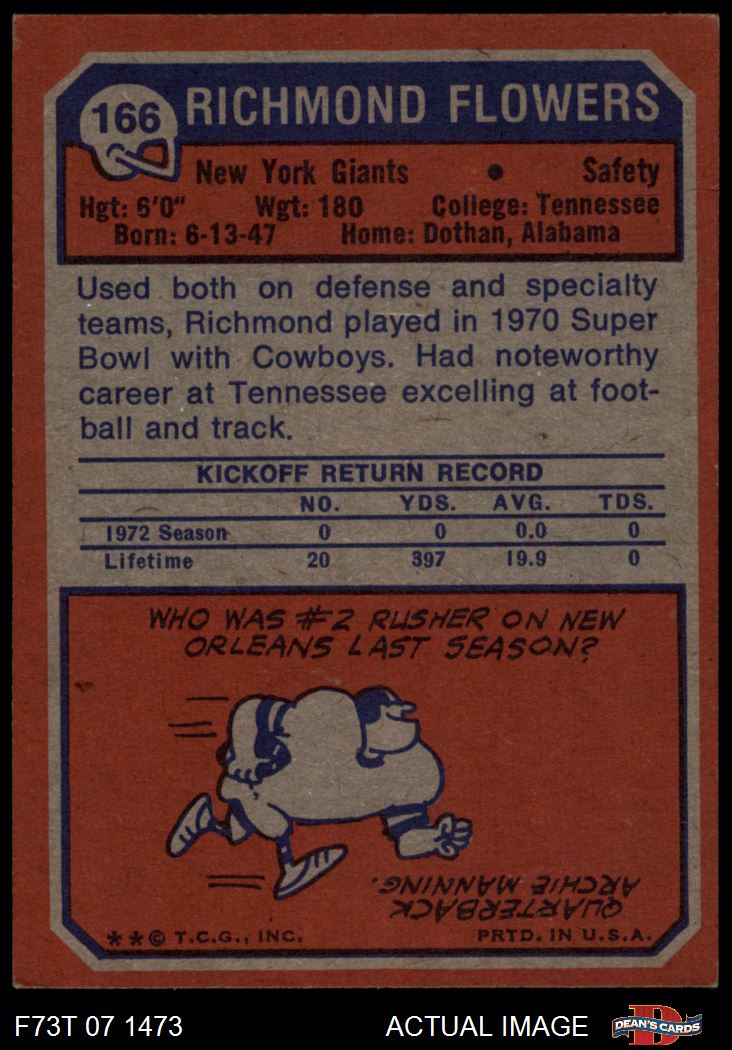 166 RICHMOND FLOWERS
New York Giants • Safety
Hgt: 6'0" Wgt: 180 College: Tennessee
Born: 6-13-47 Home: Dothan, Alabama
Used both on defense and specialty
teams, Richmond played in 1970 Super
Bowl with Cowboys. Had noteworthy
career at Tennessee excelling at foot-
ball and track.
KICKOFF RETURN RECORD
NO. YDS. AVG. TDS.
1972 Season 0 0 0.0 0
Lifetime 20 397 19.9 0
WHO WAS #2 RUSHER ON NEW
ORLEANS LAST SEASON?
QUARTERBACK
ARCHIE MANNING.
**© T.C.G., INC. PRTD. IN U.S.A.
F73T 07 1473 ACTUAL IMAGE
D
DEAN'S CARDS